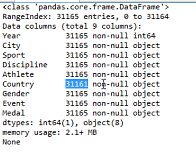 <class 'pandas.core.frame.DataFrame'>
RangeIndex: 31165 entries, 0 to 31164
Data columns (total 9 columns):
Year 31165 non-null int64
City 31165 non-null object
Sport 31165 non-null object
Discipline 31165 non-null object
Athlete 31165 non-null object
Country 31161 non-null object
Gender 31165 non-null object
Event 31165 non-null object
Medal 31165 non-null object
dtypes: int64(1), object(8)
memory usage: 2.1+ MB
None